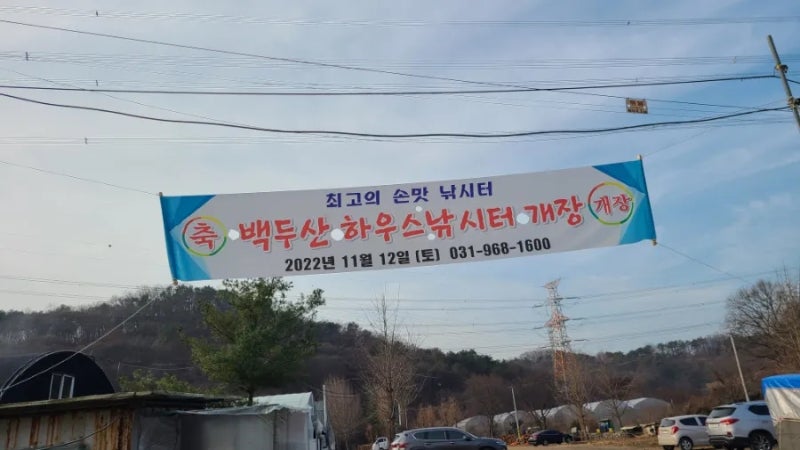 최고의 손맛 낚시터
축 백두산 하우스낚시터 개장 개장
2022년 11월 12일 (토) 031-968-1600